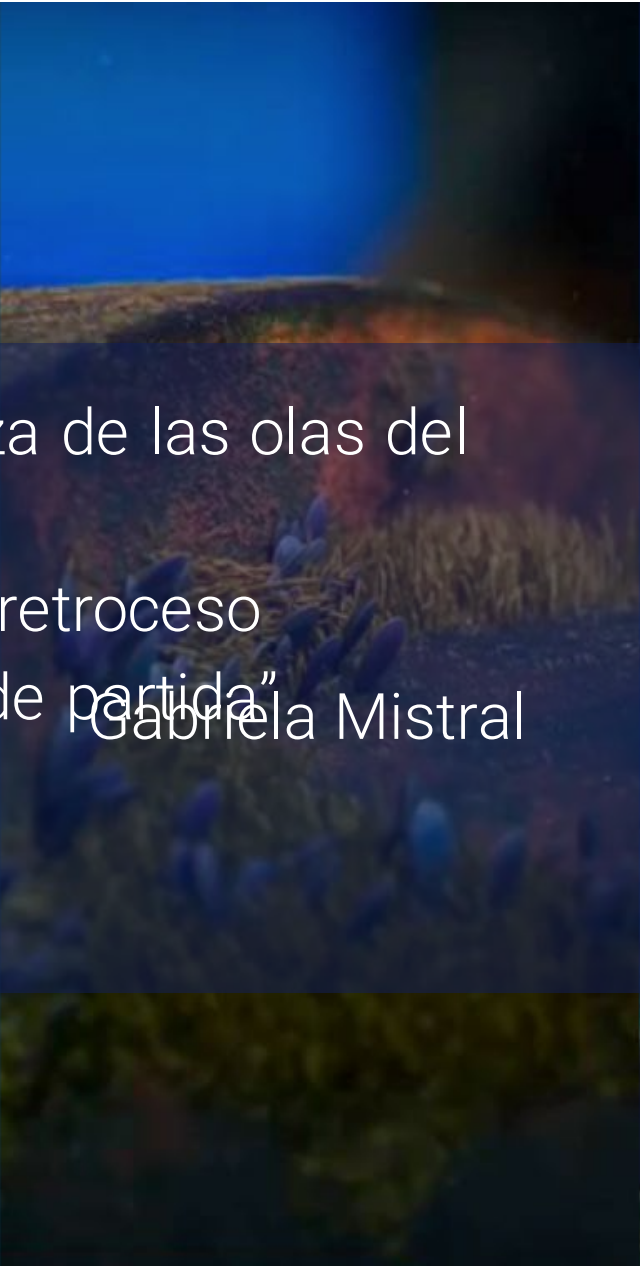 za de las olas del
retroceso
de partida”
Gabriela Mistral